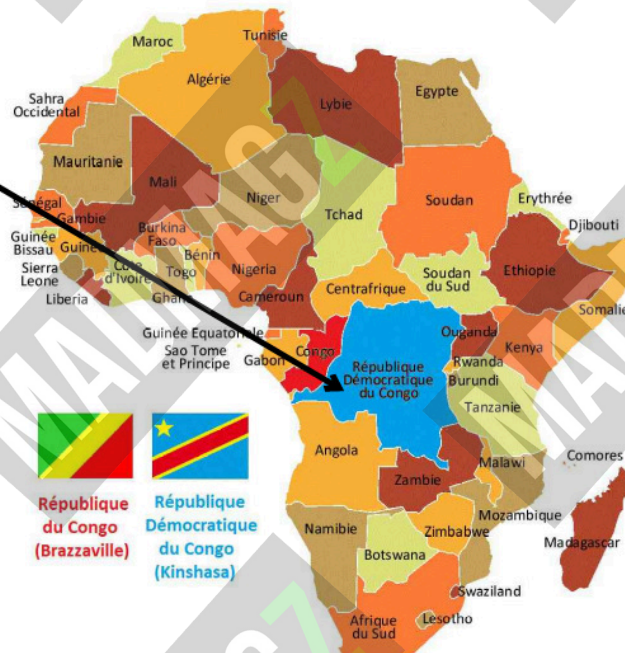 Maroc
Tunisie
Algérie
Lybie
Egypte
Sahra
Occidental
Mauritanie
Mali
Niger
Tchad
Soudan
Erythrée
Djibouti
Sénégal
Gambie
Guinée
Bissau
Guinée
Sierra
Leone
Liberia
Côte
d'Ivoire
Burkina
Faso
Ghana
Togo
Bénin
Nigeria
Cameroun
Centrafrique
Soudan
du Sud
Ethiopie
Somalie
Guinée Equatoriale
Sao Tome
et Principe
Gabon
Congo
République
Démocratique
du Congo
Ouganda
Kenya
Rwanda
Burundi
Tanzanie
Angola
Zambie
Malawi
Comores
Mozambique
Madagascar
Namibie
Zimbabwe
Botswana
Swaziland
Lesotho
Afrique
du Sud
République
du Congo
(Brazzaville)
République
Démocratique
du Congo
(Kinshasa)